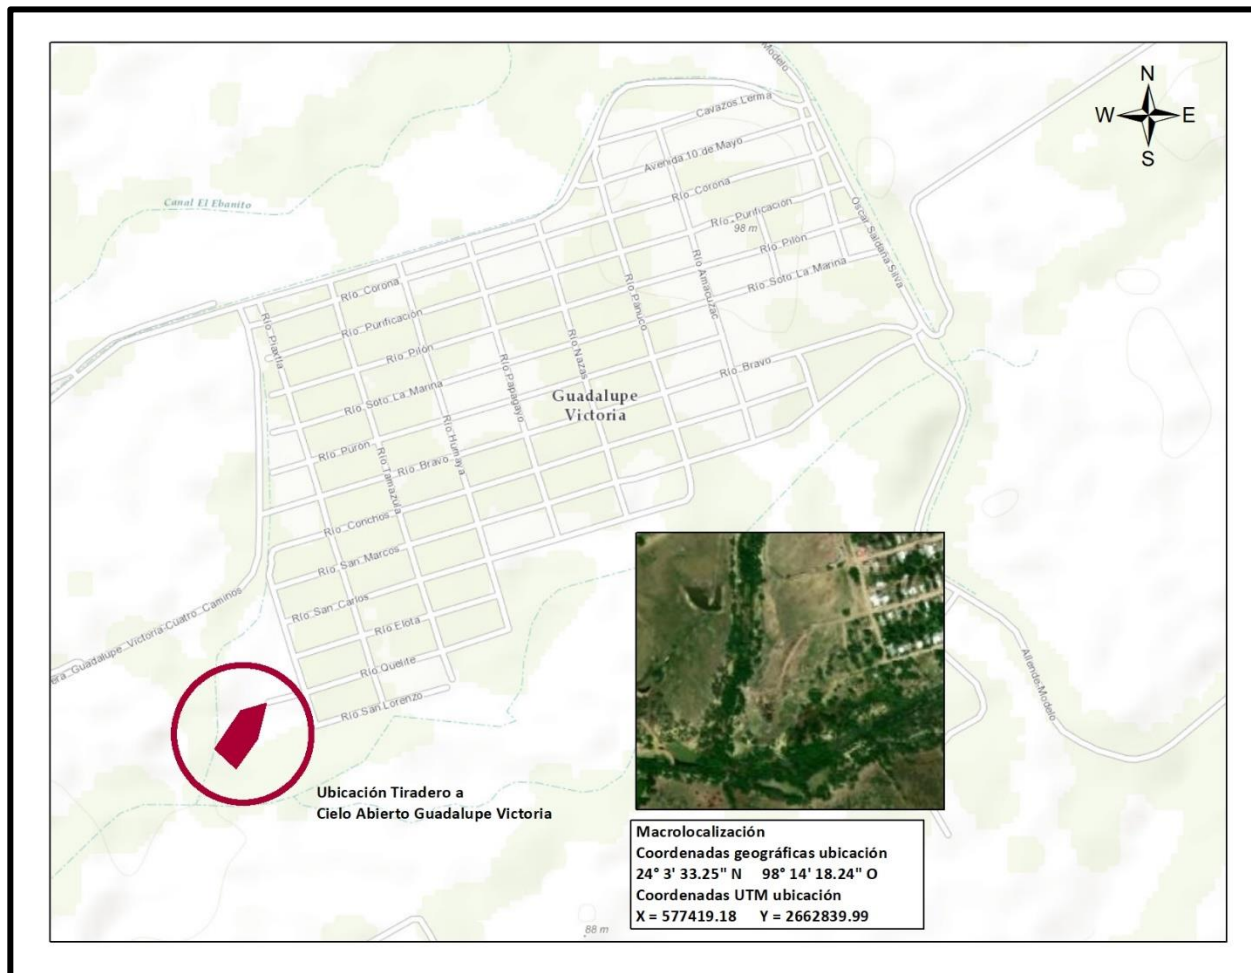 Modelo
N
W E
S
Cavazos Lerma
Avenida 10 de Mayo
Canal El Ebanito
Río Corona
Río Purificación
98 m
Oscar Saldaña Sava
Río Pilón
Río Amacuzac
Río Soto La Marina
Río Corona
Río Pánuco
Río Piaxtla
Río Purificación
Río Nazas
Río Pilón
Río Papagayo
Río Bravo
Guadalupe
Victoria
Río Soto La Marina
Río Humaya
Río Purón
Río Bravo
Río Tamazula
Río Conchos
Río San Marcos
era Guadalupe Victoria-Cuatro Caminos
Río San Carlos
Río Elota
Río Quelite
Río San Lorenzo
Allende-Modelo
Ubicación Tiradero a
Cielo Abierto Guadalupe Victoria
Macrolocalización
Coordenadas geográficas ubicación
24° 3' 33.25" N 98° 14' 18.24" O
Coordenadas UTM ubicación
X = 577419.18 Y = 2662839.99
88 m